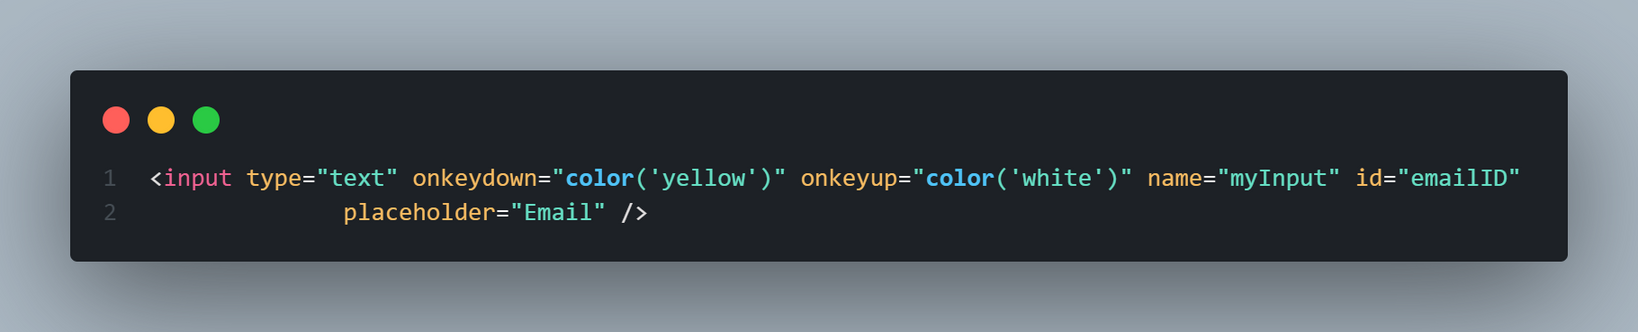 1 <input type="text" onkeydown="color('yellow')" onkeyup="color('white')" name="myInput" id="emailID"
2 placeholder="Email" />